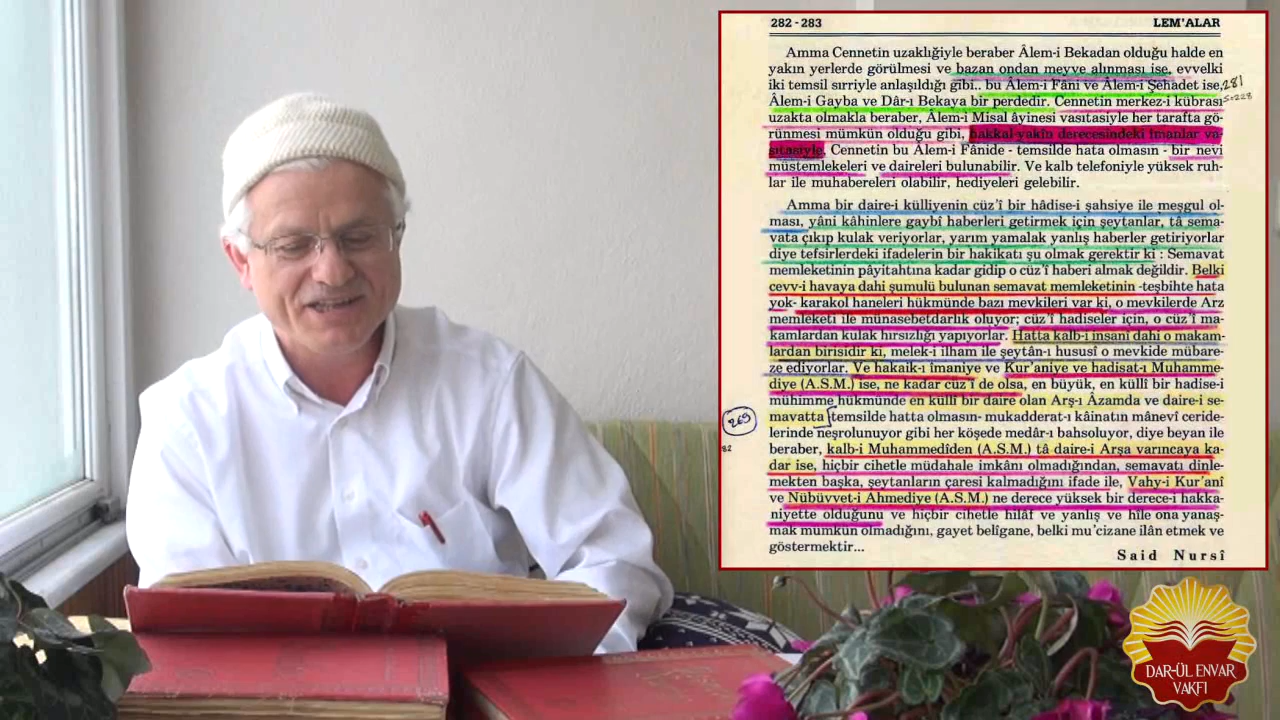 282 - 283 LEM'ALAR
Amma Cennetin uzaklığiyle beraber Âlem-i Bekadan olduğu halde en
yakın yerlerde görülmesi ve bazan ondan meyve alınması ise, evvelki
iki temsil sırriyle anlaşıldığı gibi.. bu Âlem-i Fâni ve Âlem-i Şehadet ise,
281
Âlem-i Gayba ve Dâr-ı Bekaya bir perdedir. Cennetin merkez-i kübrası
S:228
uzakta olmakla beraber, Âlem-i Misal âyinesi vasıtasiyle her tarafta gö-
rünmesi mümkün olduğu gibi, hakkal-yakîn derecesindeki îmanlar va-
sıtasiyle, Cennetin bu Âlem-i Fânide - temsilde hata olmasın - bir nevi
müstemlekeleri ve daireleri bulunabilir. Ve kalb telefoniyle yüksek ruh-
lar ile muhabereleri olabilir, hediyeleri gelebilir.
Amma bir daire-i külliyenin cüz'î bir hâdise-i şahsiye ile meşgul ol-
ması, yâni kâhinlere gaybî haberleri getirmek için şeytanlar, tâ sema-
vata çıkıp kulak veriyorlar, yarım yamalak yanlış haberler getiriyorlar
diye tefsirlerdeki ifadelerin bir hakikatı şu olmak gerektir ki : Semavat
memleketinin pâyitahtına kadar gidip o cüz'î haberi almak değildir. Belki
cevv-i havaya dahi şumulü bulunan semavat memleketinin -teşbihte hata
yok- karakol haneleri hükmünde bazı mevkileri var ki, o mevkilerde Arz
memleketi ile münasebetdarlık oluyor; cüz'î hadiseler için, o cüz'î ma-
kamlardan kulak hırsızlığı yapıyorlar. Hatta kalb-i insanî dahi o makam-
lardan birisidir ki, melek-i ilham ile şeytân-ı hususî o mevkide mübare-
ze ediyorlar. Ve hakaik-ı îmaniye ve Kur'aniye ve hadisat-ı Muhamme-
diye (A.S.M.) ise, ne kadar cüz'î de olsa, en büyük, en küllî bir hadise-i
mühimme hükmünde en küllî bir daire olan Arş-ı Âzamda ve daire-i se-
269
mavatta -temsilde hatta olmasın- mukadderat-ı kâinatın mânevî ceride-
lerinde neşrolunuyor gibi her köşede medâr-ı bahsoluyor, diye beyan ile
82
beraber, kalb-i Muhammedîden (A.S.M.) tâ daire-i Arşa varıncaya ka-
dar ise, hiçbir cihetle müdahale imkânı olmadığından, semavatı dinle-
mekten başka, şeytanların çaresi kalmadığını ifade ile, Vahy-i Kur'anî
ve Nübüvvet-i Ahmediye (A.S.M.) ne derece yüksek bir derece-i hakka-
niyette olduğunu ve hiçbir cihetle hilâf ve yanlış ve hîle ona yanaş-
mak mümkün olmadığını, gayet belîgane, belki mu'cizane ilân etmek ve
göstermektir...
Said Nursî
DAR-ÜL ENVAR
VAKFI